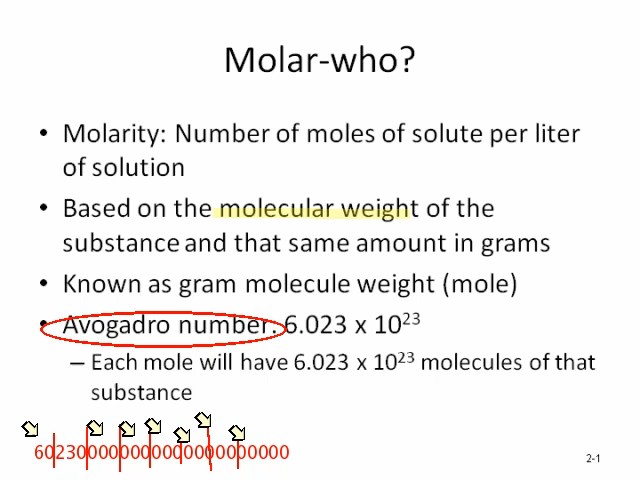 Molar-who?
• Molarity: Number of moles of solute per liter
of solution
• Based on the molecular weight of the
substance and that same amount in grams
• Known as gram molecule weight (mole)
• Avogadro number: 6.023 x 10²³
– Each mole will have 6.023 x 10²³ molecules of that
substance
602300000000000000000000
2-1